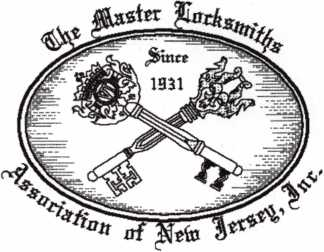 The Master Locksmiths
Since
1931
Association of New Jersey, Inc.